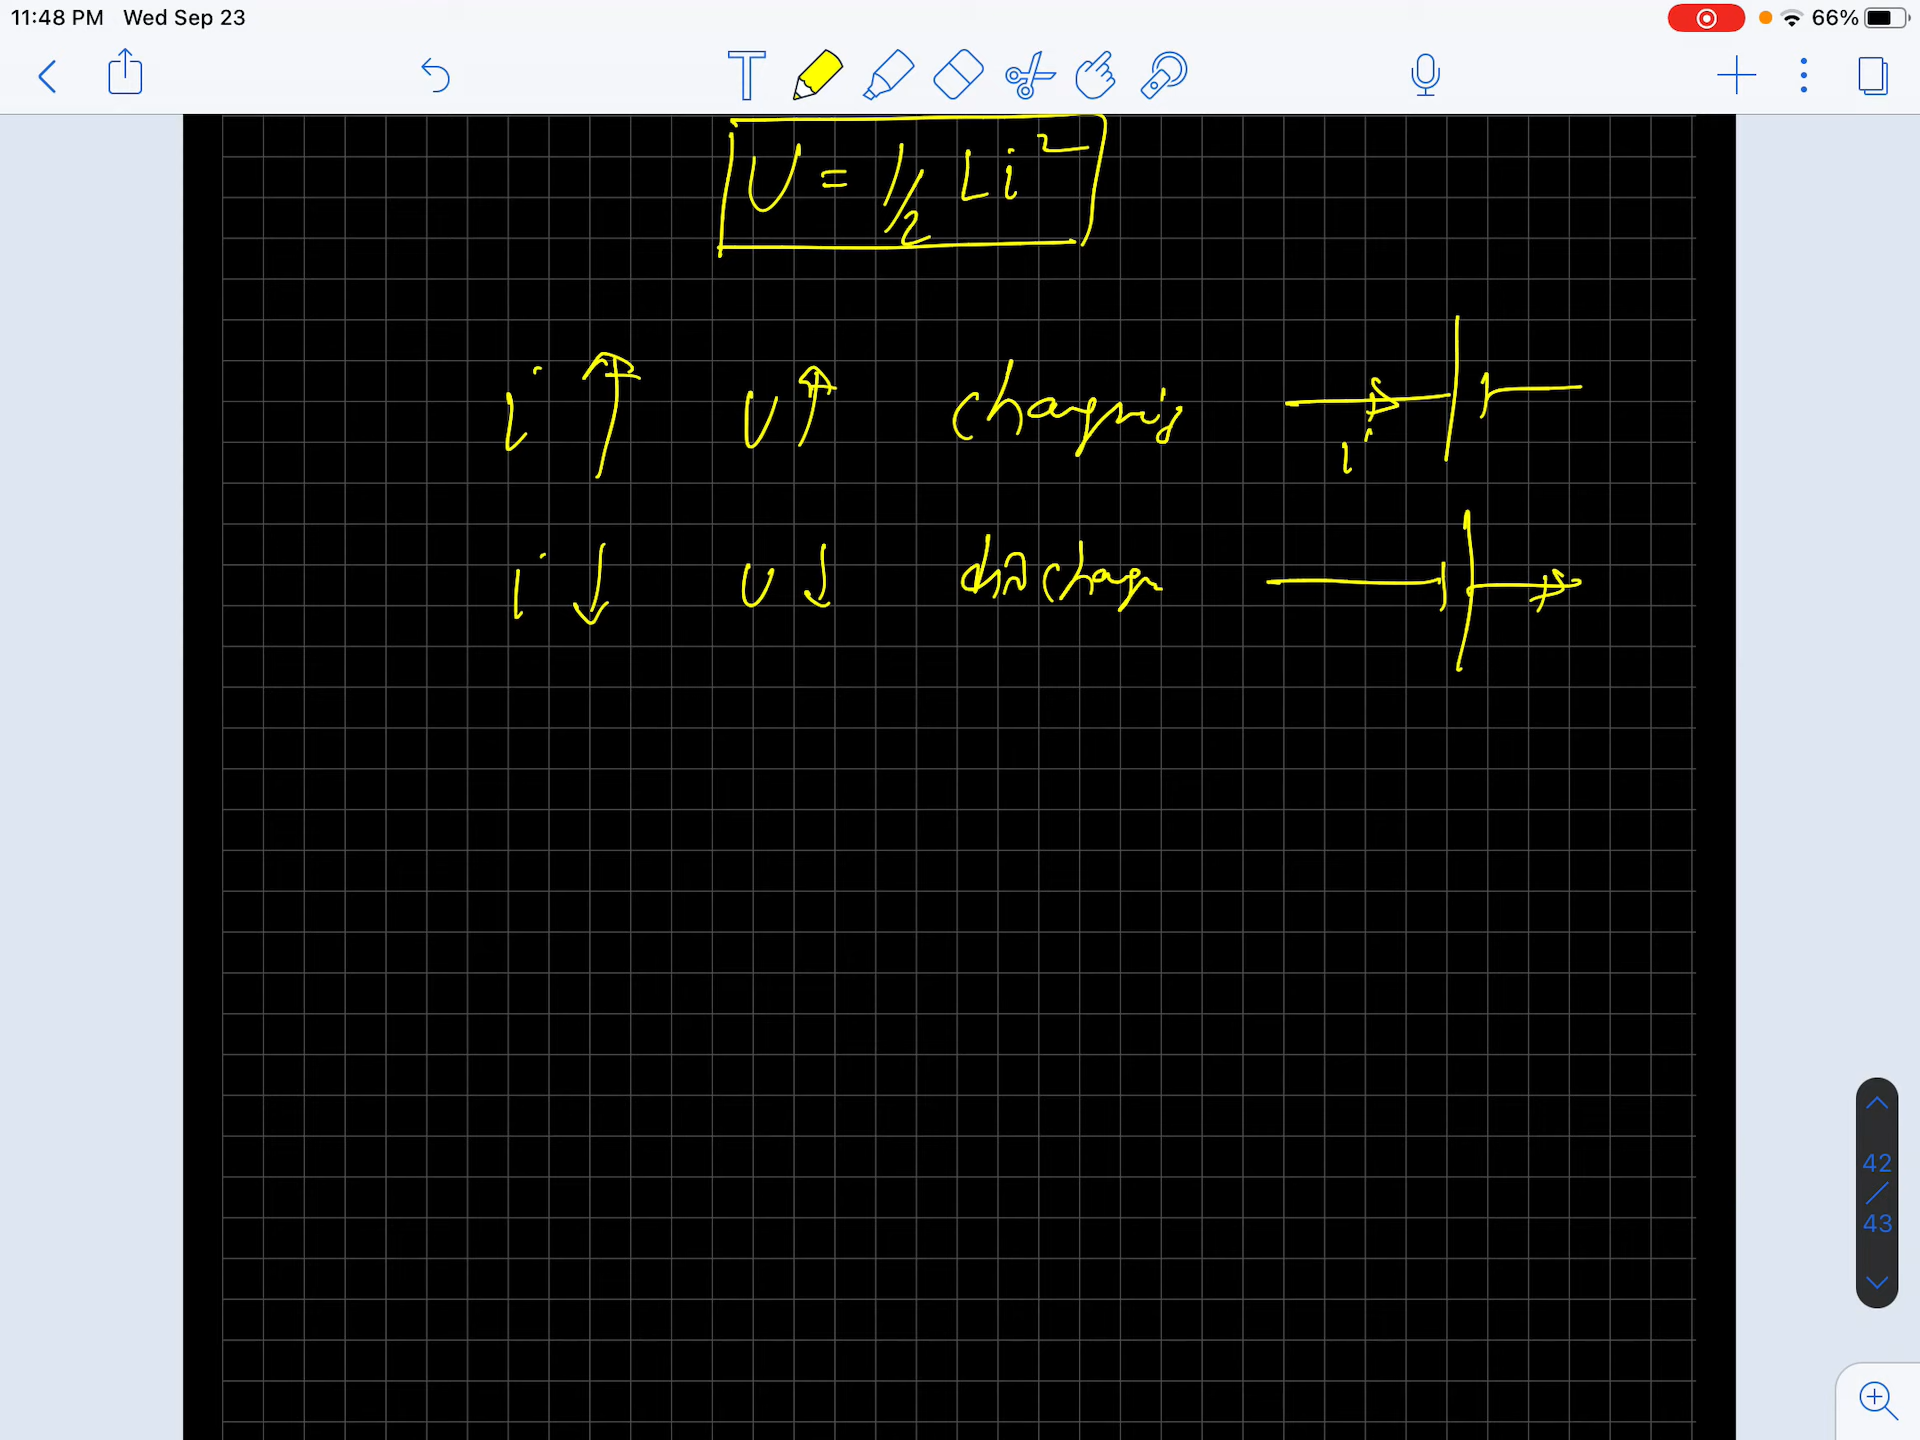 11:48 PM Wed Sep 23
66%
T
U = 1/2 Li²
i ↑ U ↑ charging
i
i ↓ U ↓ discharge
42
/
43